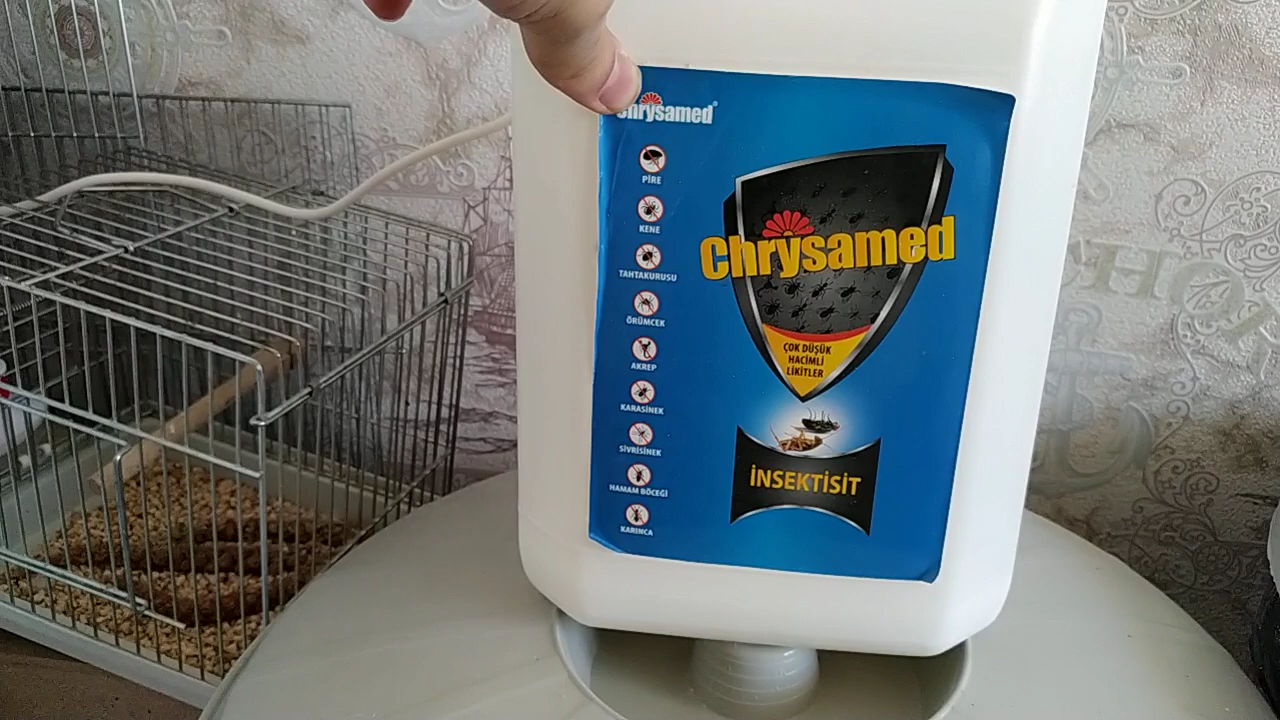 Chrysamed®
PİRE
KENE
TAHTAKURUSU
ÖRÜMCEK
AKREP
KARASİNEK
SİVRİSİNEK
HAMAM BÖCEĞİ
KARINCA
Chrysamed
ÇOK DÜŞÜK
HACİMLİ
LİKİTLER
İNSEKTİSİT